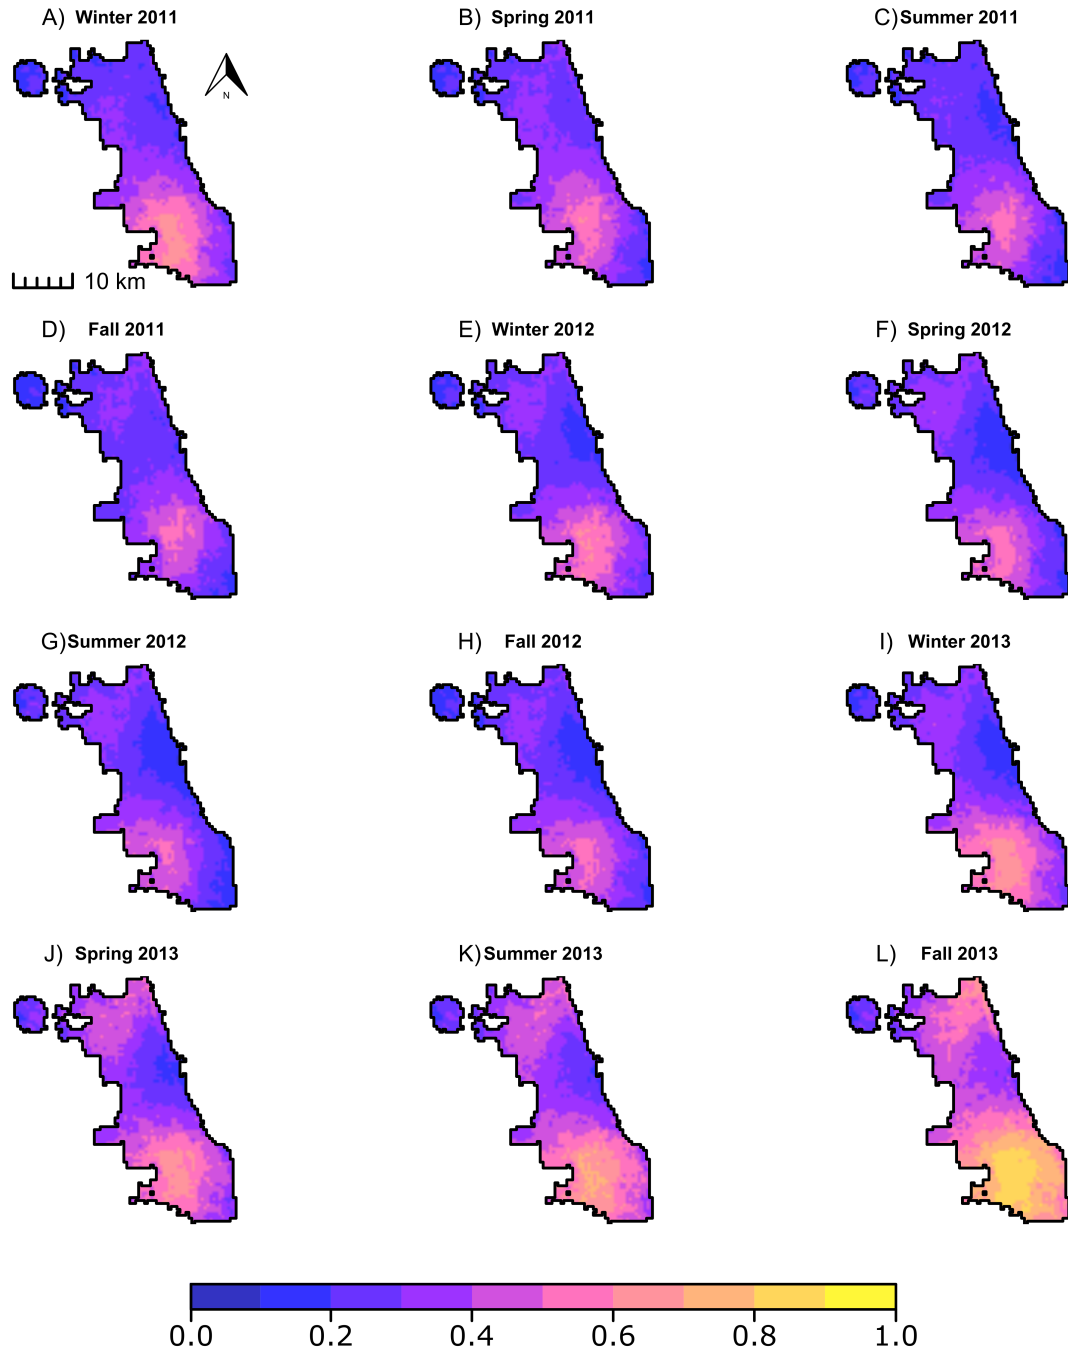 A) Winter 2011
B) Spring 2011
C) Summer 2011
N
10 km
D) Fall 2011
E) Winter 2012
F) Spring 2012
G) Summer 2012
H) Fall 2012
I) Winter 2013
J) Spring 2013
K) Summer 2013
L) Fall 2013
0.0 0.2 0.4 0.6 0.8 1.0